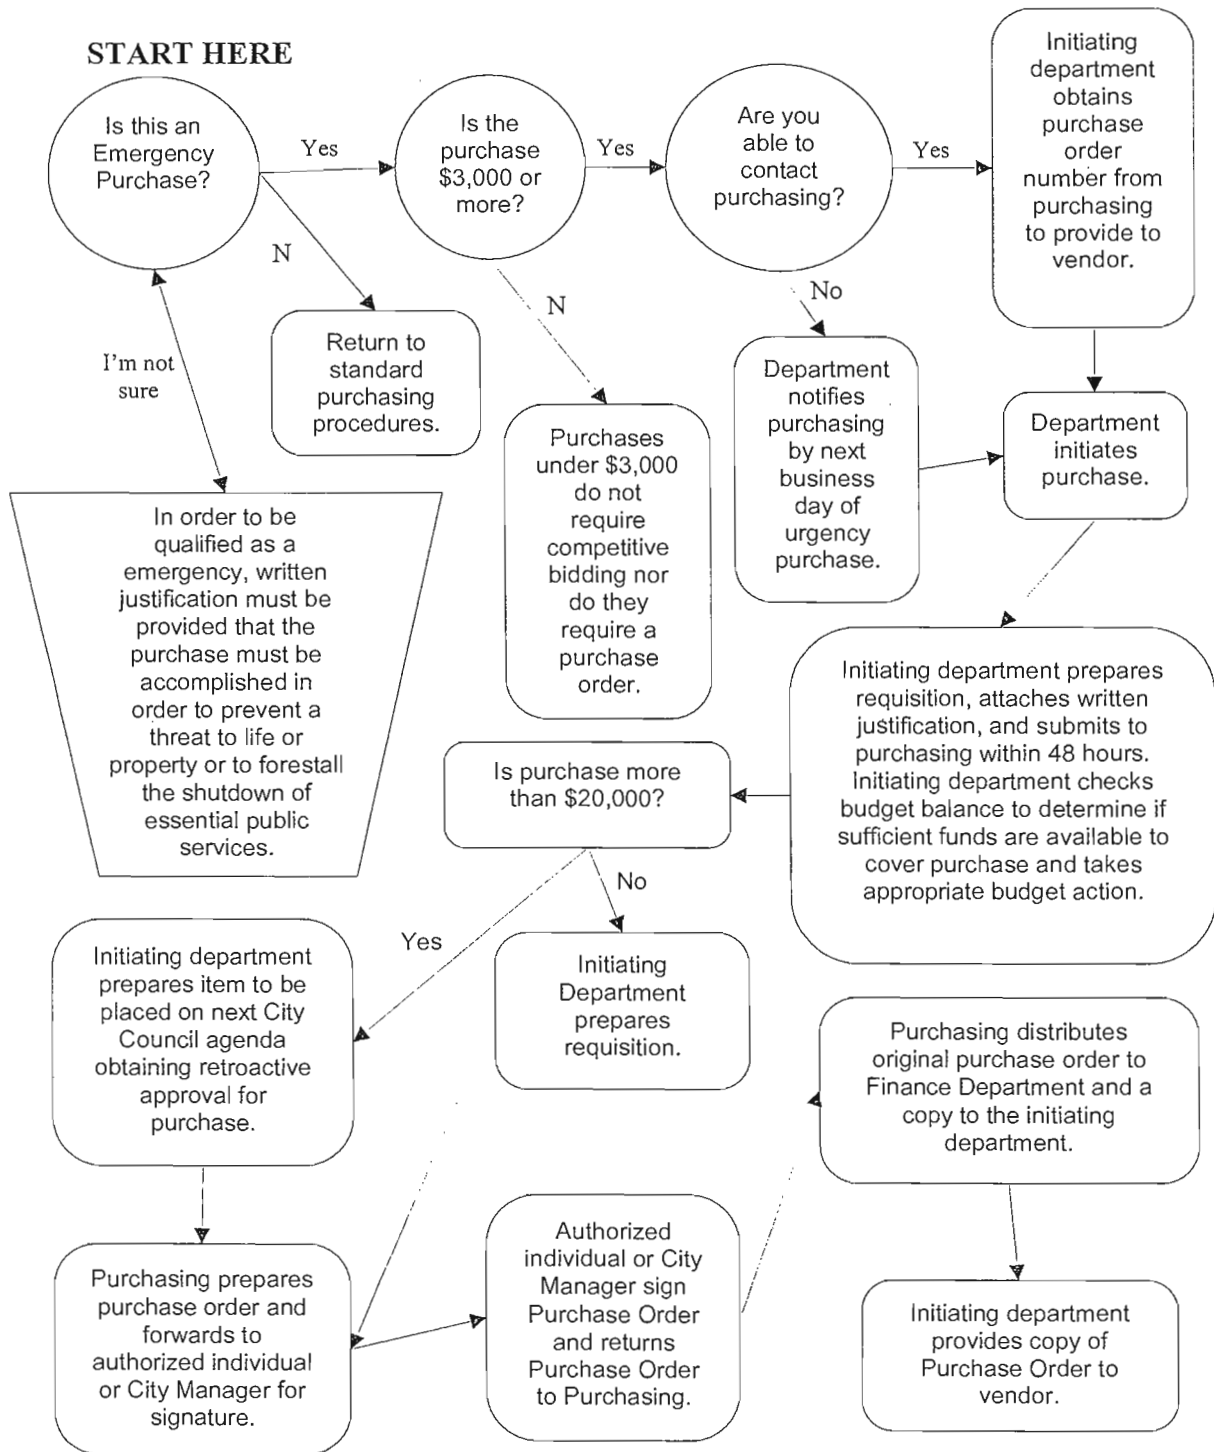 START HERE
Is this an
Emergency
Purchase?
Yes
Is the
purchase
$3,000 or
more?
Yes
Are you
able to
contact
purchasing?
Yes
Initiating
department
obtains
purchase
order
number from
purchasing
to provide to
vendor.
N
N
No
I'm not
sure
Return to
standard
purchasing
procedures.
Purchases
under $3,000
do not
require
competitive
bidding nor
do they
require a
purchase
order.
Department
notifies
purchasing
by next
business
day of
urgency
purchase.
Department
initiates
purchase.
In order to be
qualified as a
emergency, written
justification must be
provided that the
purchase must be
accomplished in
order to prevent a
threat to life or
property or to forestall
the shutdown of
essential public
services.
Initiating department prepares
requisition, attaches written
justification, and submits to
purchasing within 48 hours.
Initiating department checks
budget balance to determine if
sufficient funds are available to
cover purchase and takes
appropriate budget action.
Is purchase more
than $20,000?
No
Yes
Initiating department
prepares item to be
placed on next City
Council agenda
obtaining retroactive
approval for
purchase.
Initiating
Department
prepares
requisition.
Purchasing prepares
purchase order and
forwards to
authorized individual
or City Manager for
signature.
Authorized
individual or City
Manager sign
Purchase Order
and returns
Purchase Order
to Purchasing.
Purchasing distributes
original purchase order to
Finance Department and a
copy to the initiating
department.
Initiating department
provides copy of
Purchase Order to
vendor.